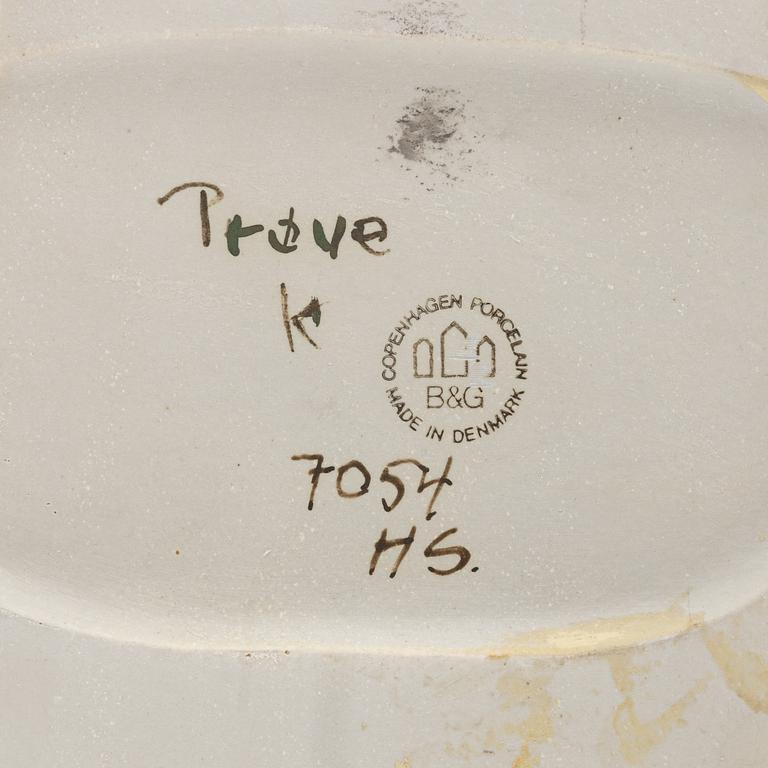 Prøve
K
COPENHAGEN PORCELAIN
B&G
MADE IN DENMARK
7054
HS.